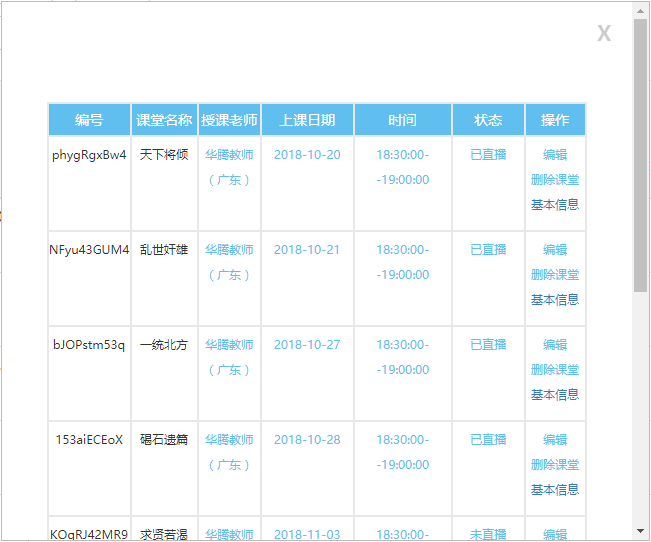 X
编号 课堂名称 授课老师 上课日期 时间 状态 操作
phygRgxBw4 天下将倾 华腾教师 2018-10-20 18:30:00- 已直播 编辑
（广东） -19:00:00 删除课堂
基本信息
NFyu43GUM4 乱世奸雄 华腾教师 2018-10-21 18:30:00- 已直播 编辑
（广东） -19:00:00 删除课堂
基本信息
bJOPstm53q 一统北方 华腾教师 2018-10-27 18:30:00- 已直播 编辑
（广东） -19:00:00 删除课堂
基本信息
153aiECEoX 碣石遗篇 华腾教师 2018-10-28 18:30:00- 已直播 编辑
（广东） -19:00:00 删除课堂
基本信息
KOgRJ42MR9 求贤若渴 华腾教师 2018-11-03 18:30:00- 未直播 编辑